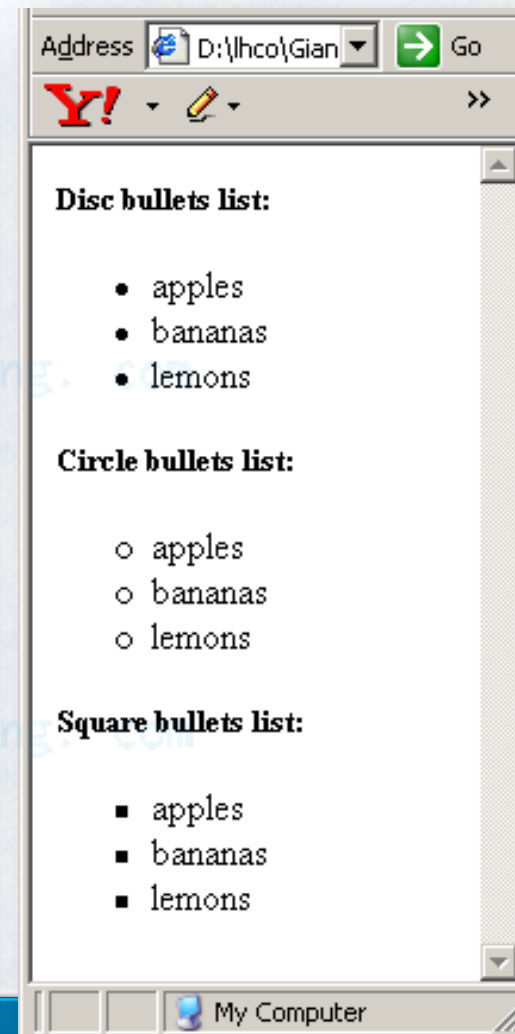 Address D:\lhco\Gian Go
Y!
»
Disc bullets list:
• apples
• bananas
• lemons
Circle bullets list:
○ apples
○ bananas
○ lemons
Square bullets list:
▪ apples
▪ bananas
▪ lemons
My Computer